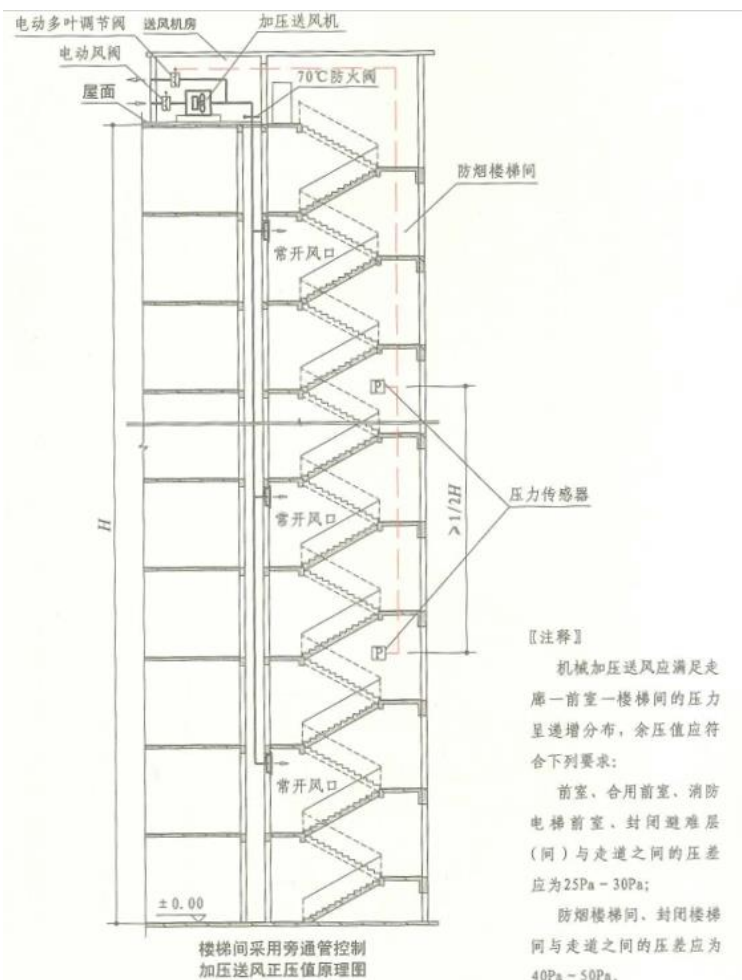 电动多叶调节阀
送风机房
加压送风机
电动风阀
70℃防火阀
屋面
防烟楼梯间
常开风口
P
压力传感器
H
≥1/2H
常开风口
P
〖注释〗
机械加压送风应满足走
廊一前室一楼梯间的压力
呈递增分布，余压值应符
合下列要求：
前室、合用前室、消防
电梯前室、封闭避难层
(间)与走道之间的压差
应为25Pa－30Pa；
防烟楼梯间、封闭楼梯
间与走道之间的压差应为
40Pa－50Pa。
常开风口
±0.00
楼梯间采用旁通管控制
加压送风正压值原理图